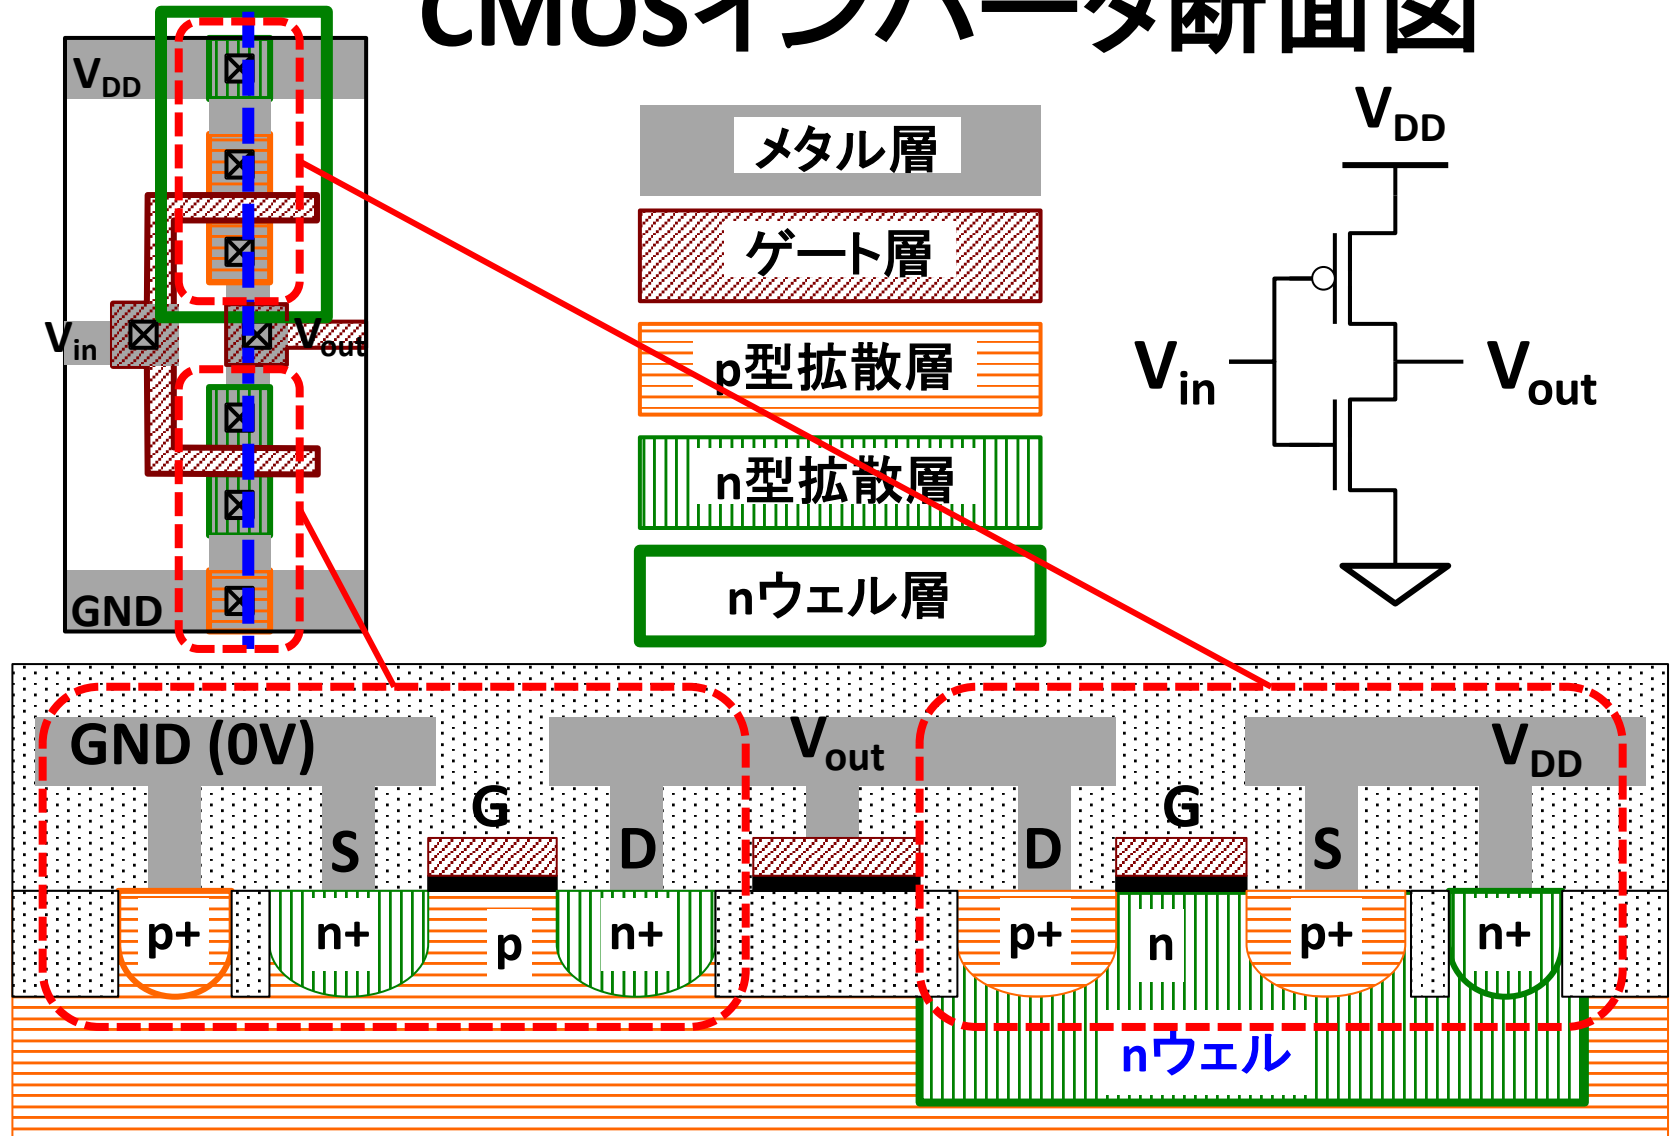 CMOSインバータ断面図
VDD
Vin
Vout
GND
メタル層
ゲート層
p型拡散層
n型拡散層
nウェル層
VDD
Vin
Vout
GND (0V)
Vout
VDD
G
G
S
D
D
S
p+
n+
p
n+
p+
n
p+
n+
nウェル